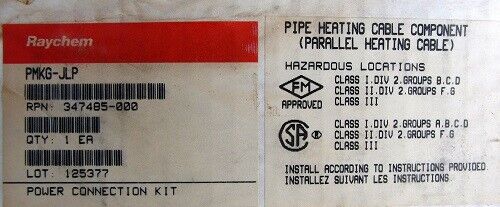 Raychem
PMKG-JLP
RPN: 347485-000
QTY: 1 EA
LOT: 125377
POWER CONNECTION KIT
PIPE HEATING CABLE COMPONENT
(PARALLEL HEATING CABLE)
HAZARDOUS LOCATIONS
FM
APPROVED
CLASS I.DIV 2.GROUPS B.C.D
CLASS II.DIV 2.GROUPS F.G
CLASS III
SA
CLASS I.DIV 2.GROUPS A.B.C.D
CLASS II.DIV 2.GROUPS F.G
CLASS III
INSTALL ACCORDING TO INSTRUCTIONS PROVIDED
INSTALLEZ SUIVANT LES INSTRUCTIONS